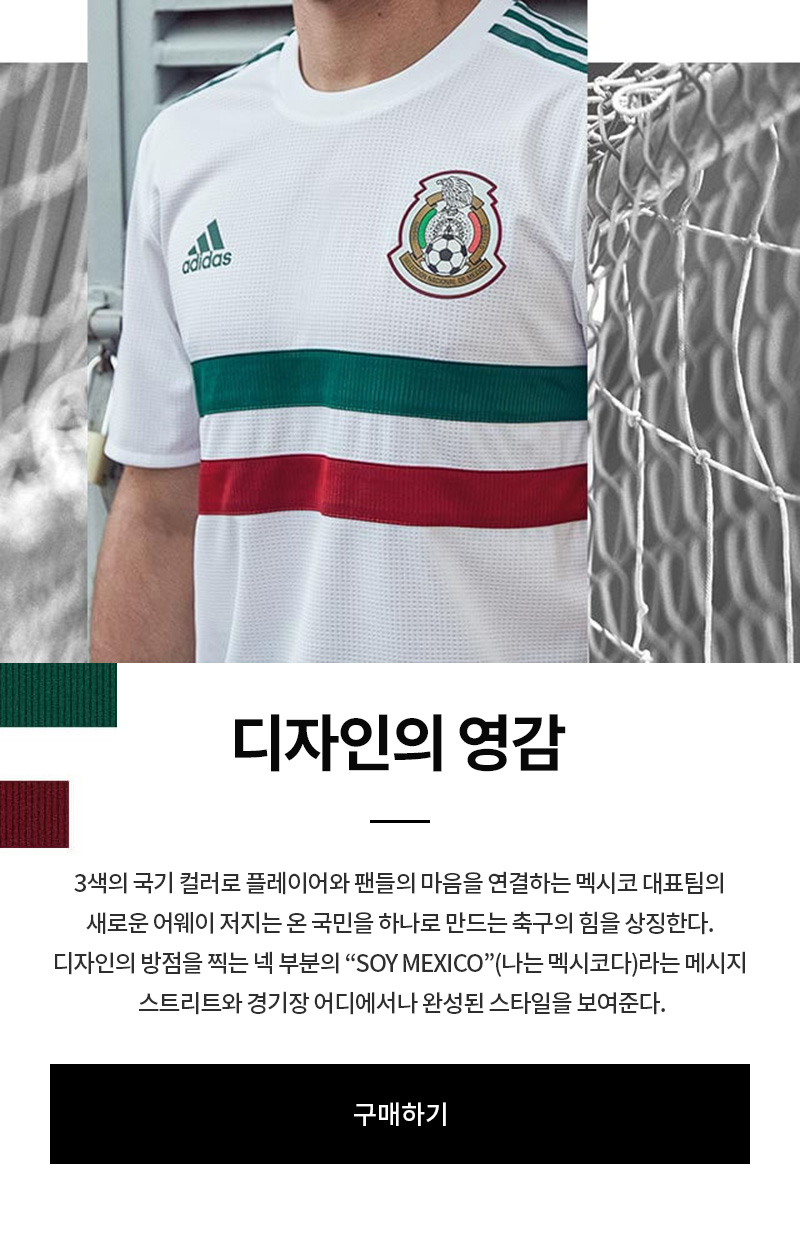 adidas
SELECCION NACIONAL DE MEXICO
디자인의 영감
3색의 국기 컬러로 플레이어와 팬들의 마음을 연결하는 멕시코 대표팀의
새로운 어웨이 저지는 온 국민을 하나로 만드는 축구의 힘을 상징한다.
디자인의 방점을 찍는 넥 부분의 “SOY MEXICO”(나는 멕시코다)라는 메시지
스트리트와 경기장 어디에서나 완성된 스타일을 보여준다.
구매하기